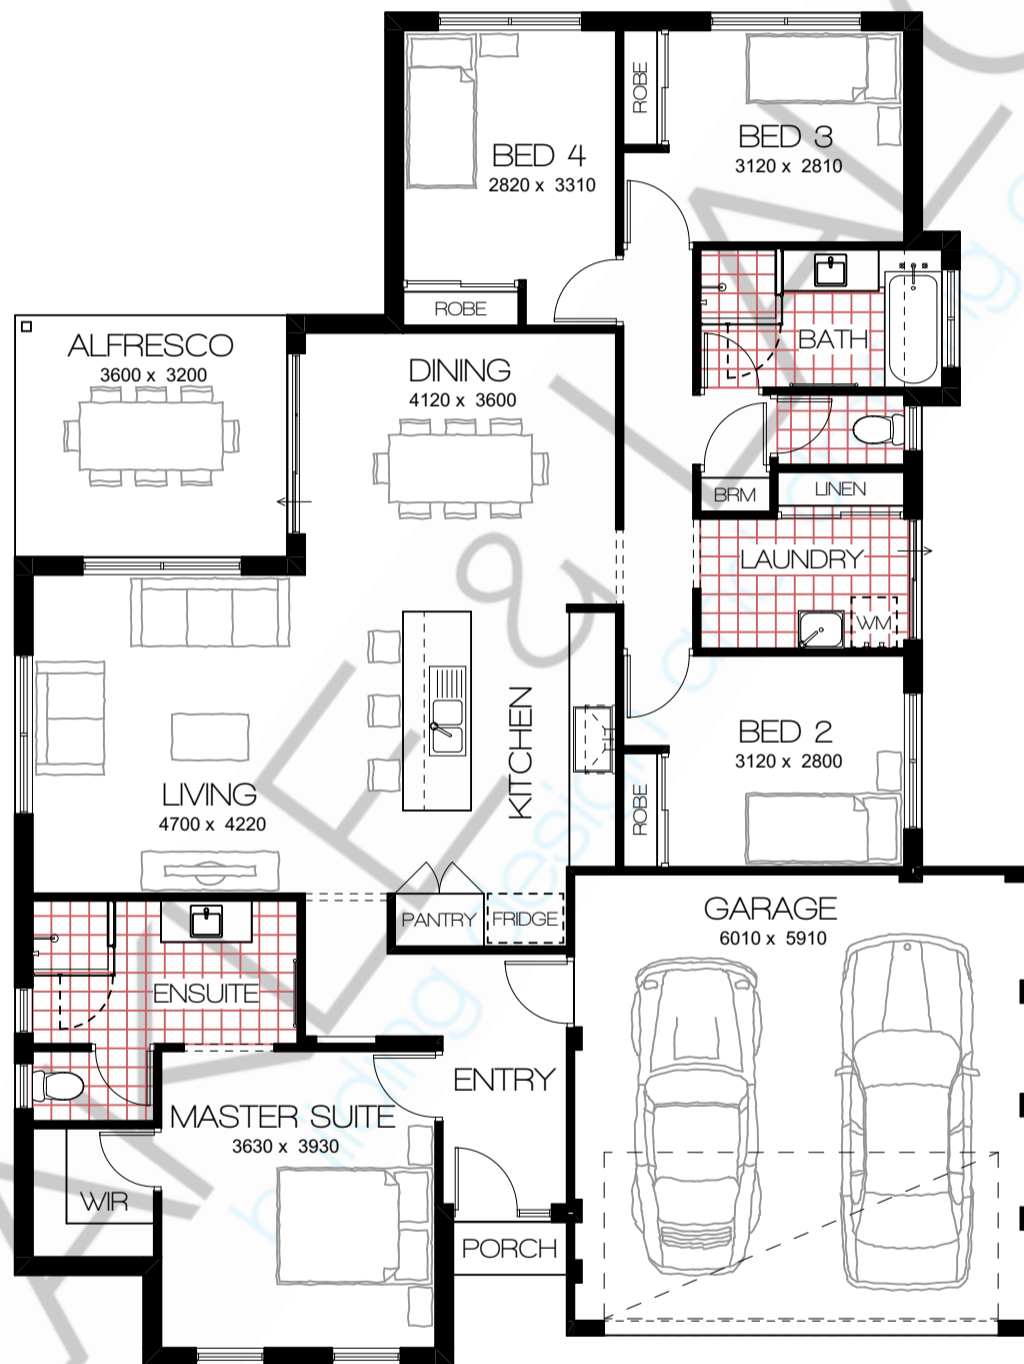 BED 4
2820 x 3310
ROBE
BED 3
3120 x 2810
ROBE
ALFRESCO
3600 x 3200
DINING
4120 x 3600
BATH
BRM
LINEN
LAUNDRY
WM
KITCHEN
BED 2
3120 x 2800
ROBE
LIVING
4700 x 4220
PANTRY
FRIDGE
GARAGE
6010 x 5910
ENSUITE
ENTRY
MASTER SUITE
3630 x 3930
WIR
PORCH
building design